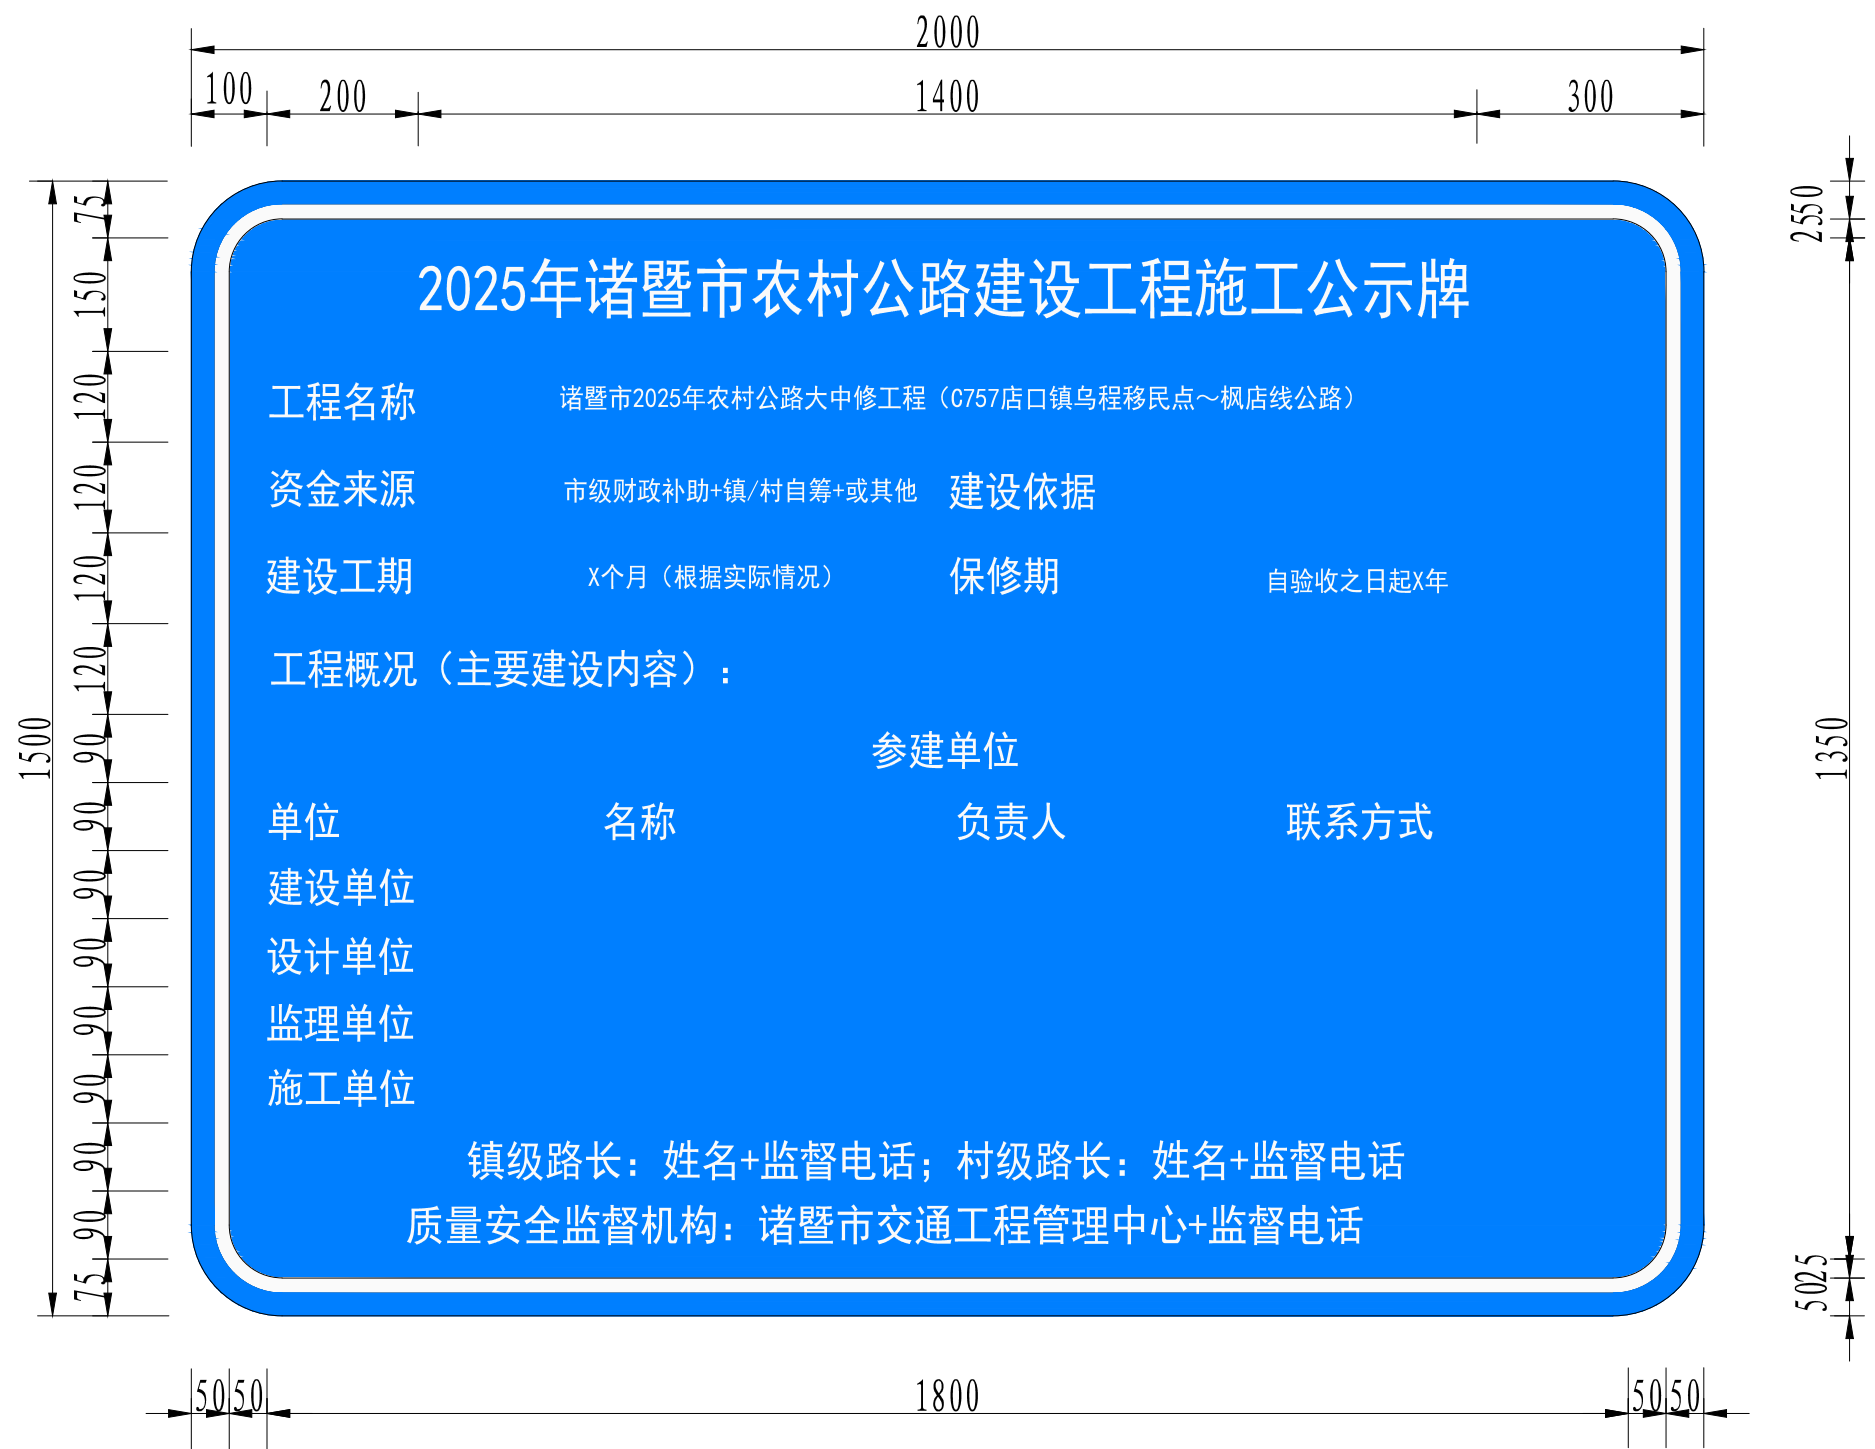 2000
100 200 1400 300
75 150 120 120 120 120 90 90 90 90 90 90 90 90 75
1500
2025年诸暨市农村公路建设工程施工公示牌
工程名称 诸暨市2025年农村公路大中修工程（C757店口镇乌程移民点～枫店线公路）
资金来源 市级财政补助+镇/村自筹+或其他 建设依据
建设工期 X个月（根据实际情况） 保修期 自验收之日起X年
工程概况（主要建设内容）：
参建单位
单位 名称 负责人 联系方式
建设单位
设计单位
监理单位
施工单位
镇级路长：姓名+监督电话；村级路长：姓名+监督电话
质量安全监督机构：诸暨市交通工程管理中心+监督电话
2550
1350
5025
50 50 1800 50 50